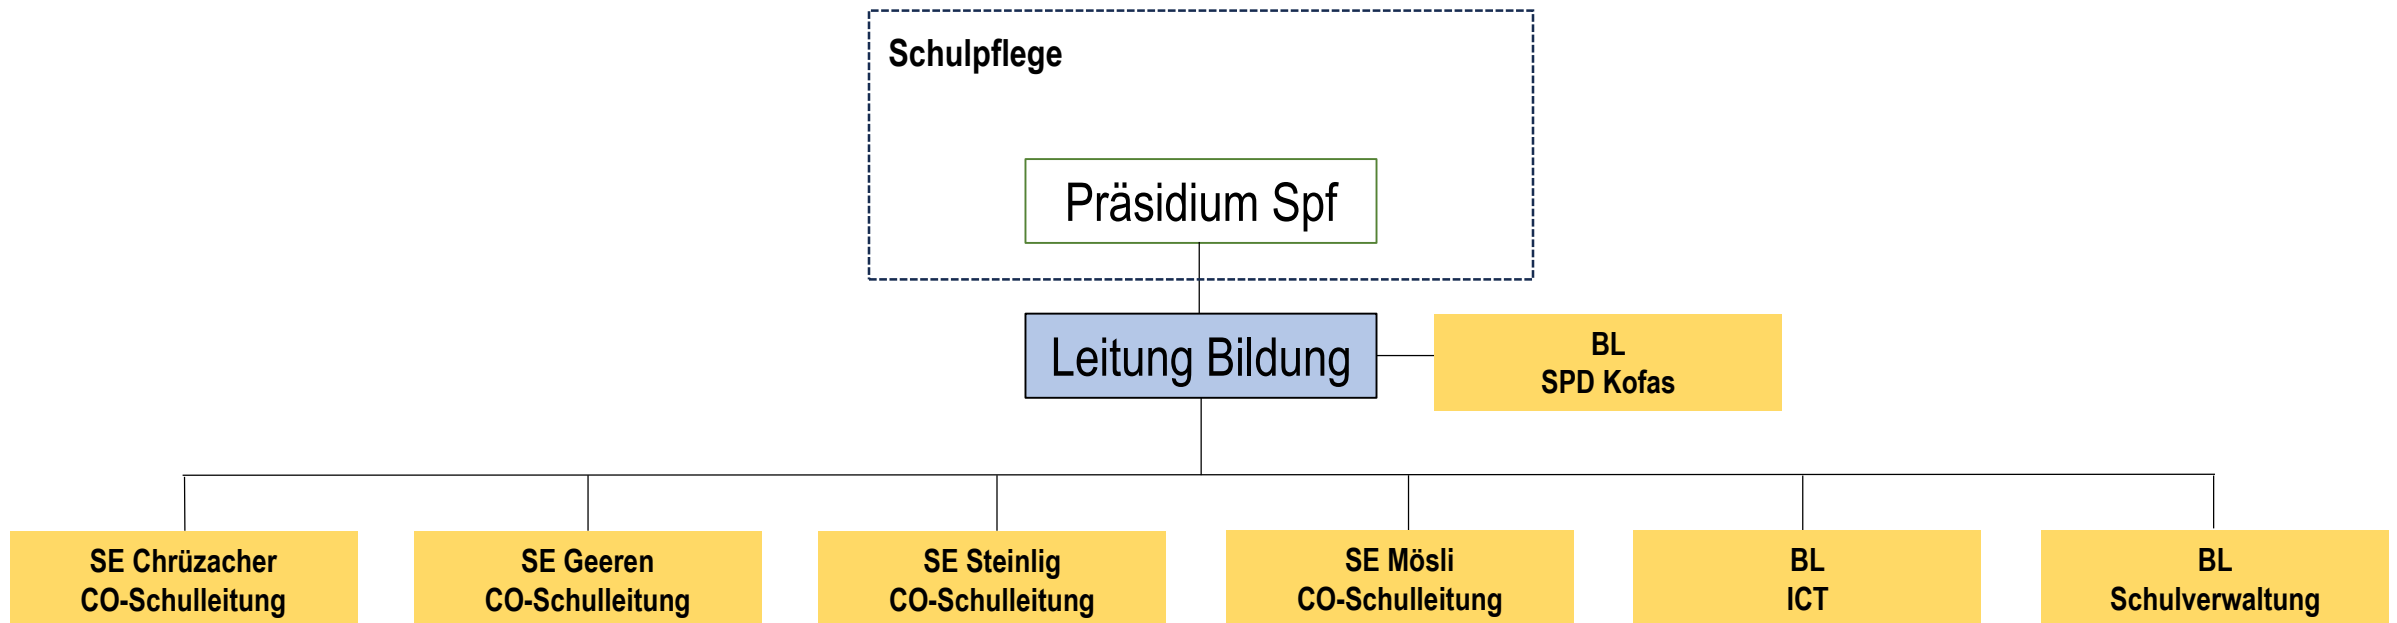 Schulpflege
Präsidium Spf
Leitung Bildung
BL
SPD Kofas
SE Chrüzacher
CO-Schulleitung
SE Geeren
CO-Schulleitung
SE Steinlig
CO-Schulleitung
SE Mösli
CO-Schulleitung
BL
ICT
BL
Schulverwaltung